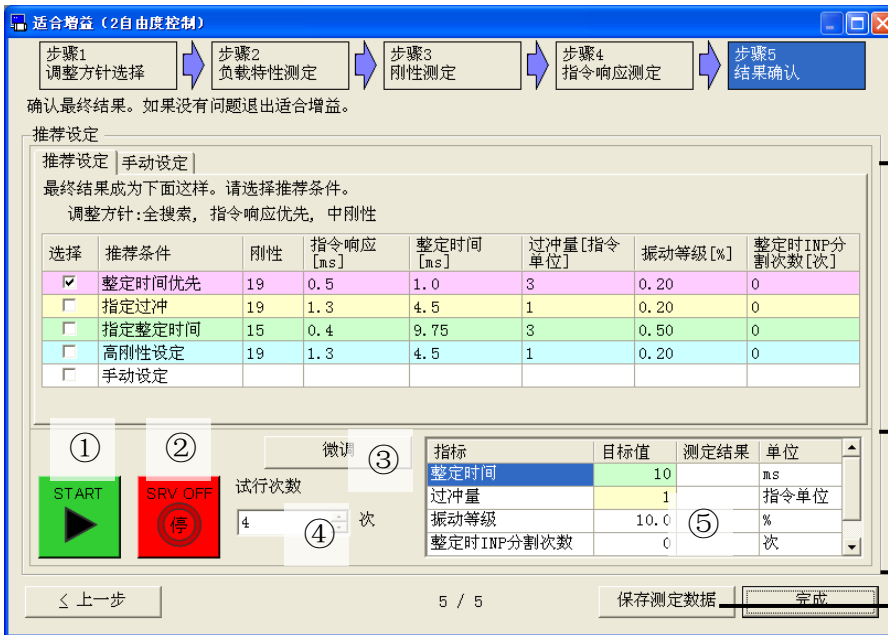 适合增益（2自由度控制）
步骤1 步骤2 步骤3 步骤4 步骤5
调整方针选择 负载特性测定 刚性测定 指令响应测定 结果确认
确认最终结果。如果没有问题退出适合增益。
推荐设定
推荐设定 手动设定
最终结果成为下面这样。请选择推荐条件。
调整方针:全搜索, 指令响应优先, 中刚性
选择 推荐条件 刚性 指令响应[ms] 整定时间[ms] 过冲量[指令单位] 振动等级[%] 整定时INP分割次数[次]
整定时间优先 19 0.5 1.0 3 0.20 0
指定过冲 19 1.3 4.5 1 0.20 0
指定整定时间 15 0.4 9.75 3 0.50 0
高刚性设定 19 1.3 4.5 1 0.20 0
手动设定
① ② 微调 ③
START SRV OFF 停
试行次数
4 次 ④
指标 目标值 测定结果 单位
整定时间 10 ms
过冲量 1 指令单位
振动等级 10.0 % ⑤
整定时INP分割次数 0 次
< 上一步 5 / 5 保存测定数据 完成